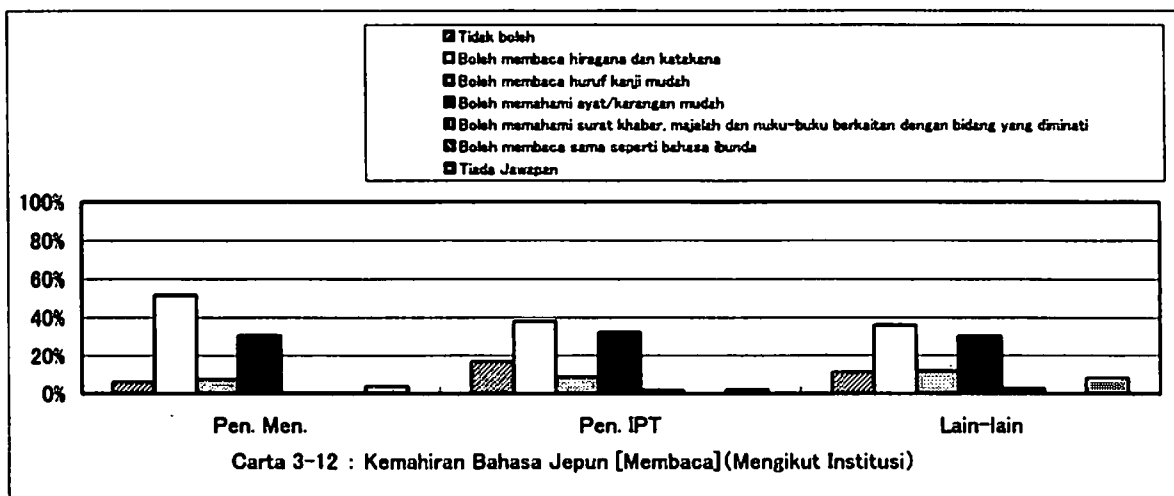 Tidak boleh
Boleh membaca hiragana dan katakana
Boleh membaca huruf kanji mudah
Boleh memahami ayat/karangan mudah
Boleh memahami surat khabar, majalah dan nuku-buku berkaitan dengan bidang yang diminati
Boleh membaca sama seperti bahasa ibunda
Tiada Jawapan
100%
80%
60%
40%
20%
0%
Pen. Men. Pen. IPT Lain-lain
Carta 3-12 : Kemahiran Bahasa Jepun [Membaca](Mengikut Institusi)